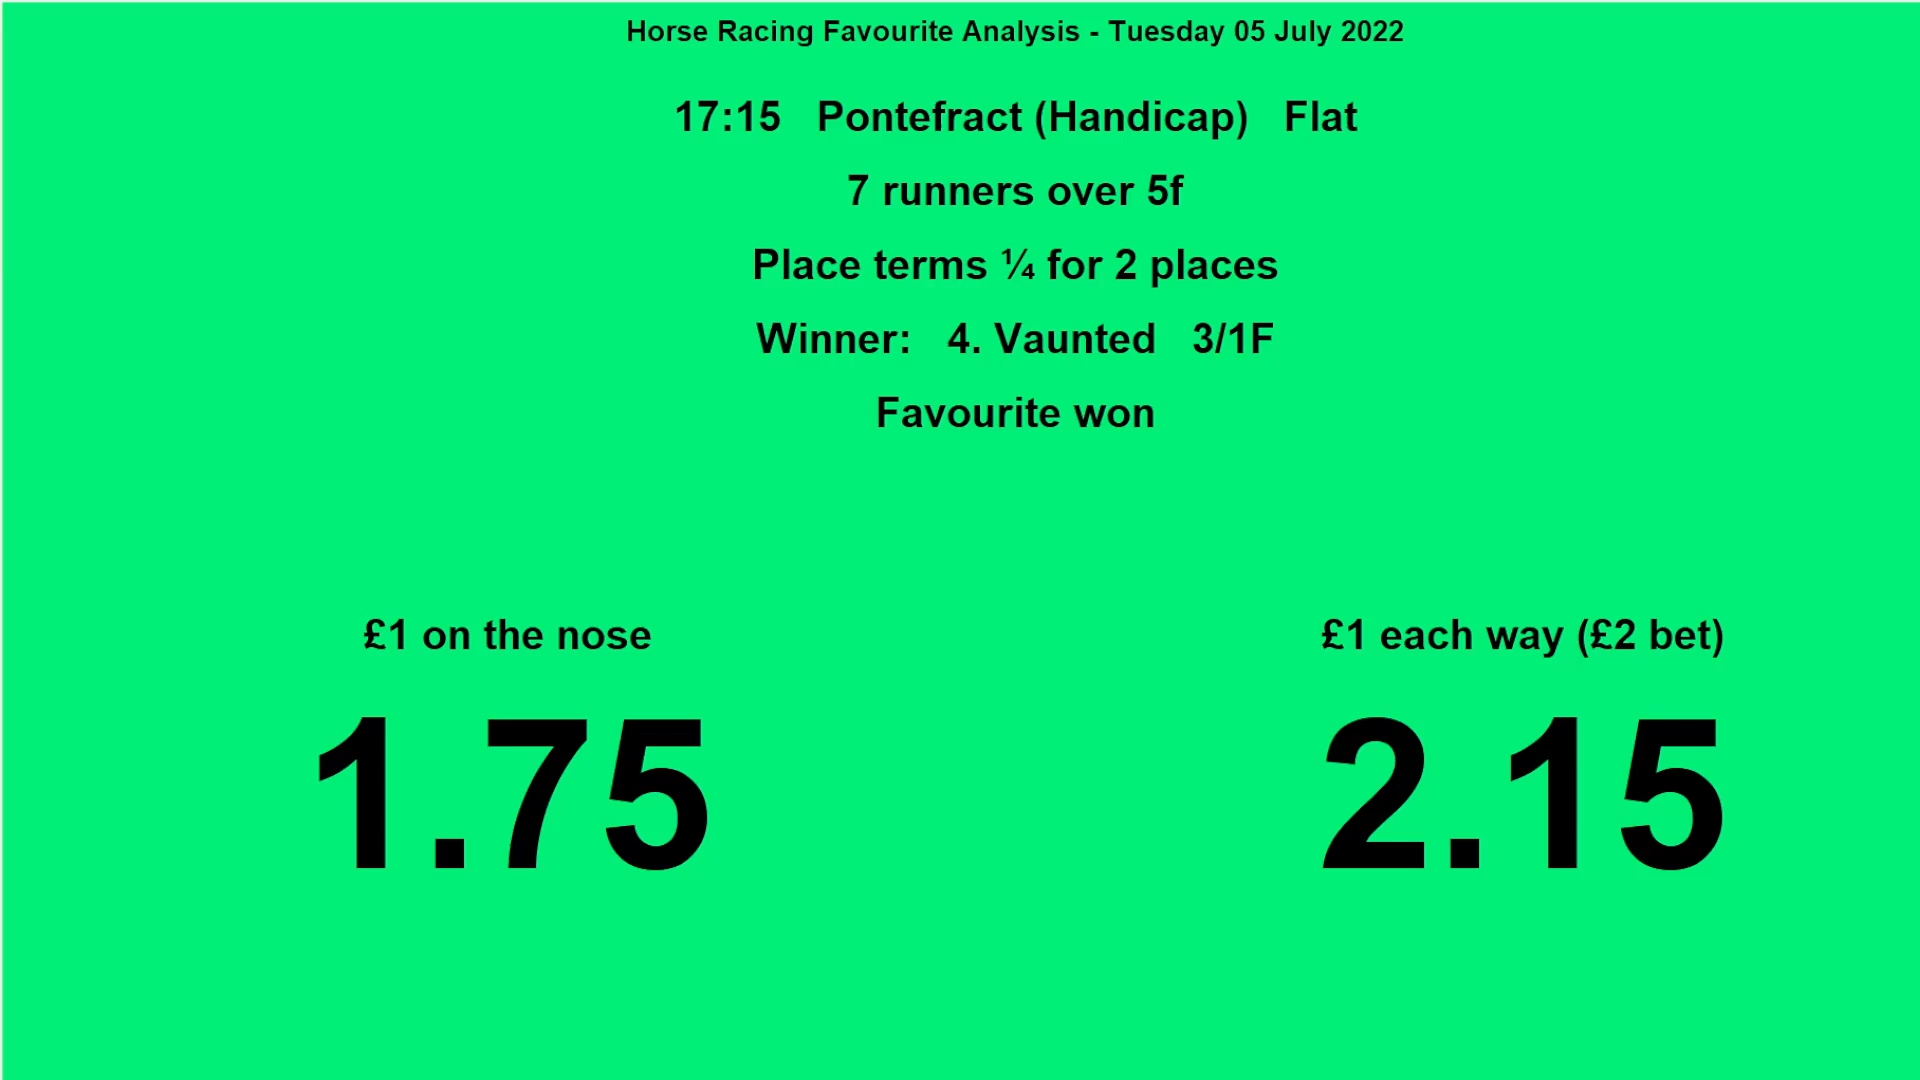 Horse Racing Favourite Analysis - Tuesday 05 July 2022
17:15 Pontefract (Handicap) Flat
7 runners over 5f
Place terms ¼ for 2 places
Winner: 4. Vaunted 3/1F
Favourite won
£1 on the nose
£1 each way (£2 bet)
1.75
2.15